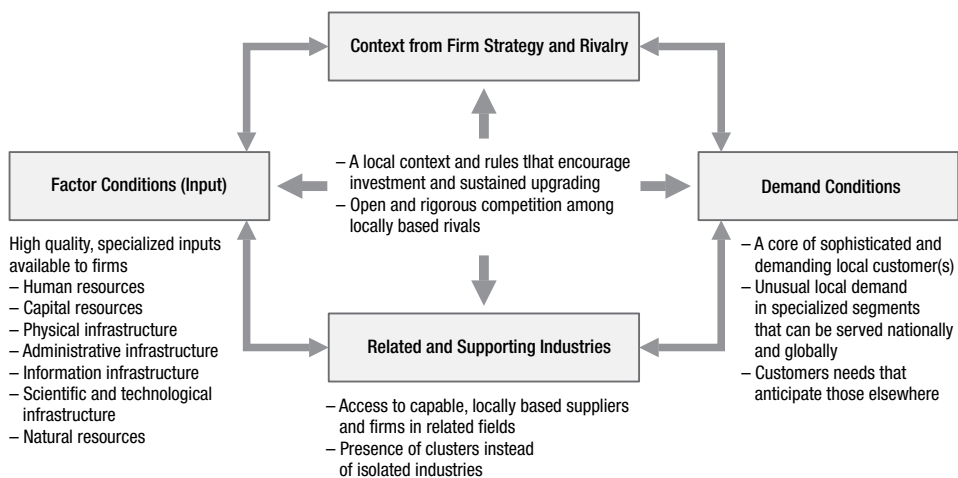 Context from Firm Strategy and Rivalry
– A local context and rules tihat encourage
investment and sustained upgrading
– Open and rigorous competition among
locally based rivals
Factor Conditions (Input)
High quality, specialized inputs
available to firms
– Human resources
– Capital resources
– Physical infrastructure
– Administrative infrastructure
– Information infrastructure
– Scientific and technological
infrastructure
– Natural resources
Demand Conditions
– A core of sophisticated and
demanding local customer(s)
– Unusual local demand
in specialized segments
that can be served nationally
and globally
– Customers needs that
anticipate those elsewhere
Related and Supporting Industries
– Access to capable, locally based suppliers
and firms in related fields
– Presence of clusters instead
of isolated industries